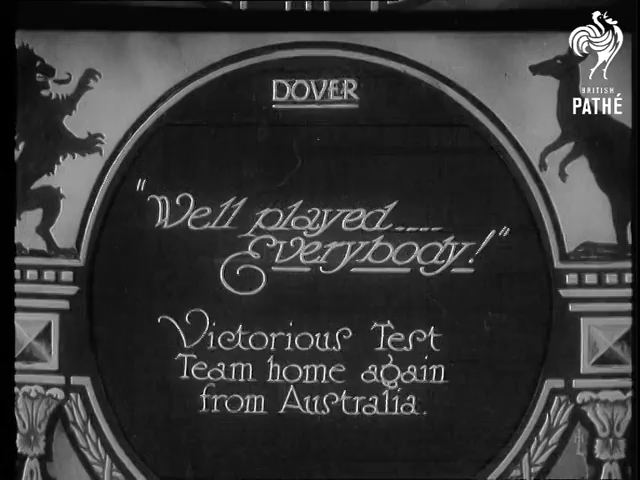 DOVER
"Well played....
Everybody!"
Victorious Test
Team home again
from Australia.
BRITISH
PATHÉ